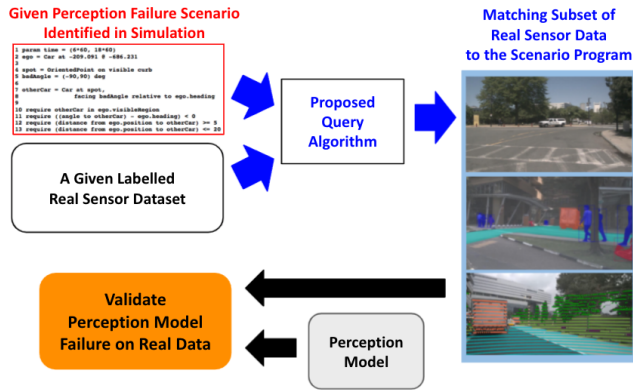 Given Perception Failure Scenario
Identified in Simulation
1 param time = (6*60, 18*60)
2 ego = Car at -209.091 @ -686.231
3
4 spot = OrientedPoint on visible curb
5 badAngle = (-90,90) deg
6
7 otherCar = Car at spot,
8 facing badAngle relative to ego.heading
9
10 require otherCar in ego.visibleRegion
11 require ((angle to otherCar) - ego.heading) < 0
12 require (distance from ego.position to otherCar) >= 5
13 require (distance from ego.position to otherCar) <= 20
A Given Labelled
Real Sensor Dataset
Proposed
Query
Algorithm
Matching Subset of
Real Sensor Data
to the Scenario Program
Validate
Perception Model
Failure on Real Data
Perception
Model